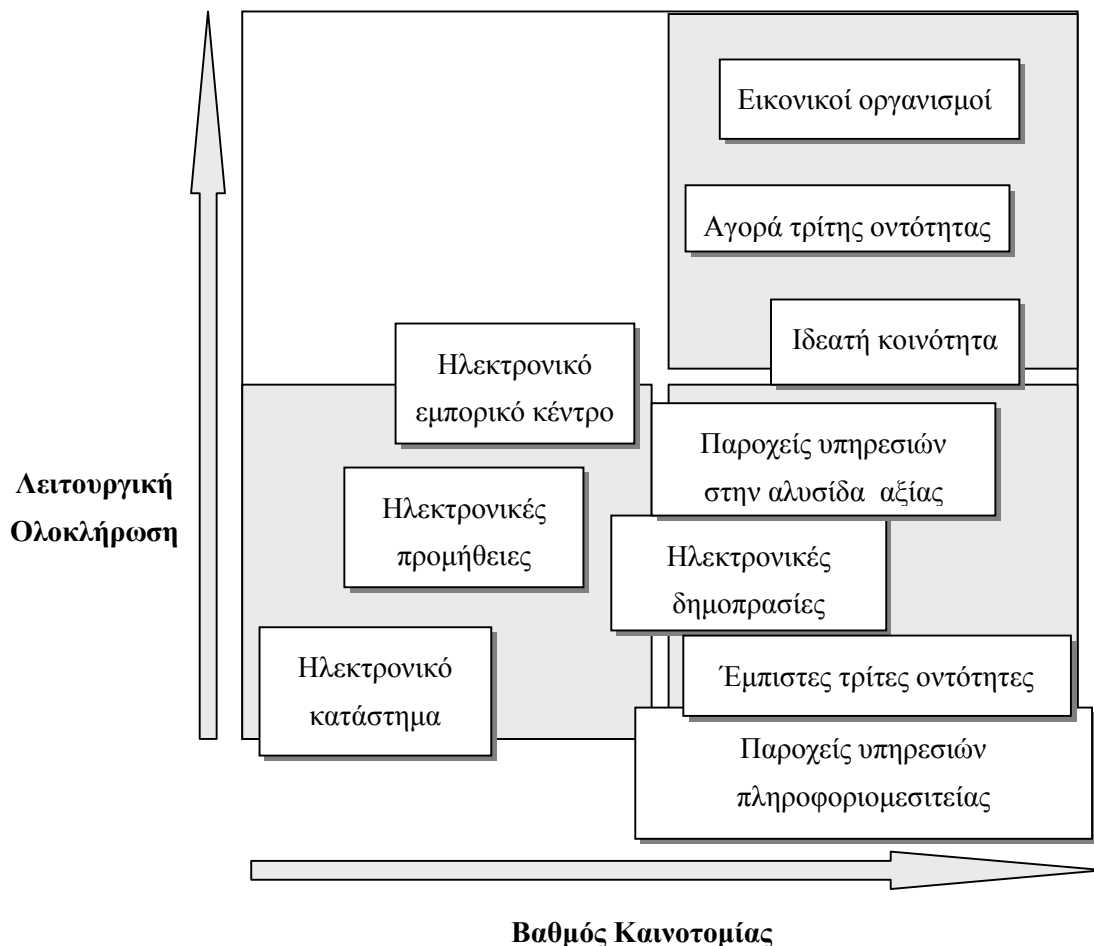 Εικονικοί οργανισμοί
Αγορά τρίτης οντότητας
Ιδεατή κοινότητα
Ηλεκτρονικό
εμπορικό κέντρο
Παροχείς υπηρεσιών
στην αλυσίδα αξίας
Λειτουργική
Ολοκλήρωση
Ηλεκτρονικές
προμήθειες
Ηλεκτρονικές
δημοπρασίες
Ηλεκτρονικό
κατάστημα
Έμπιστες τρίτες οντότητες
Παροχείς υπηρεσιών
πληροφοριομεσιτείας
Βαθμός Καινοτομίας